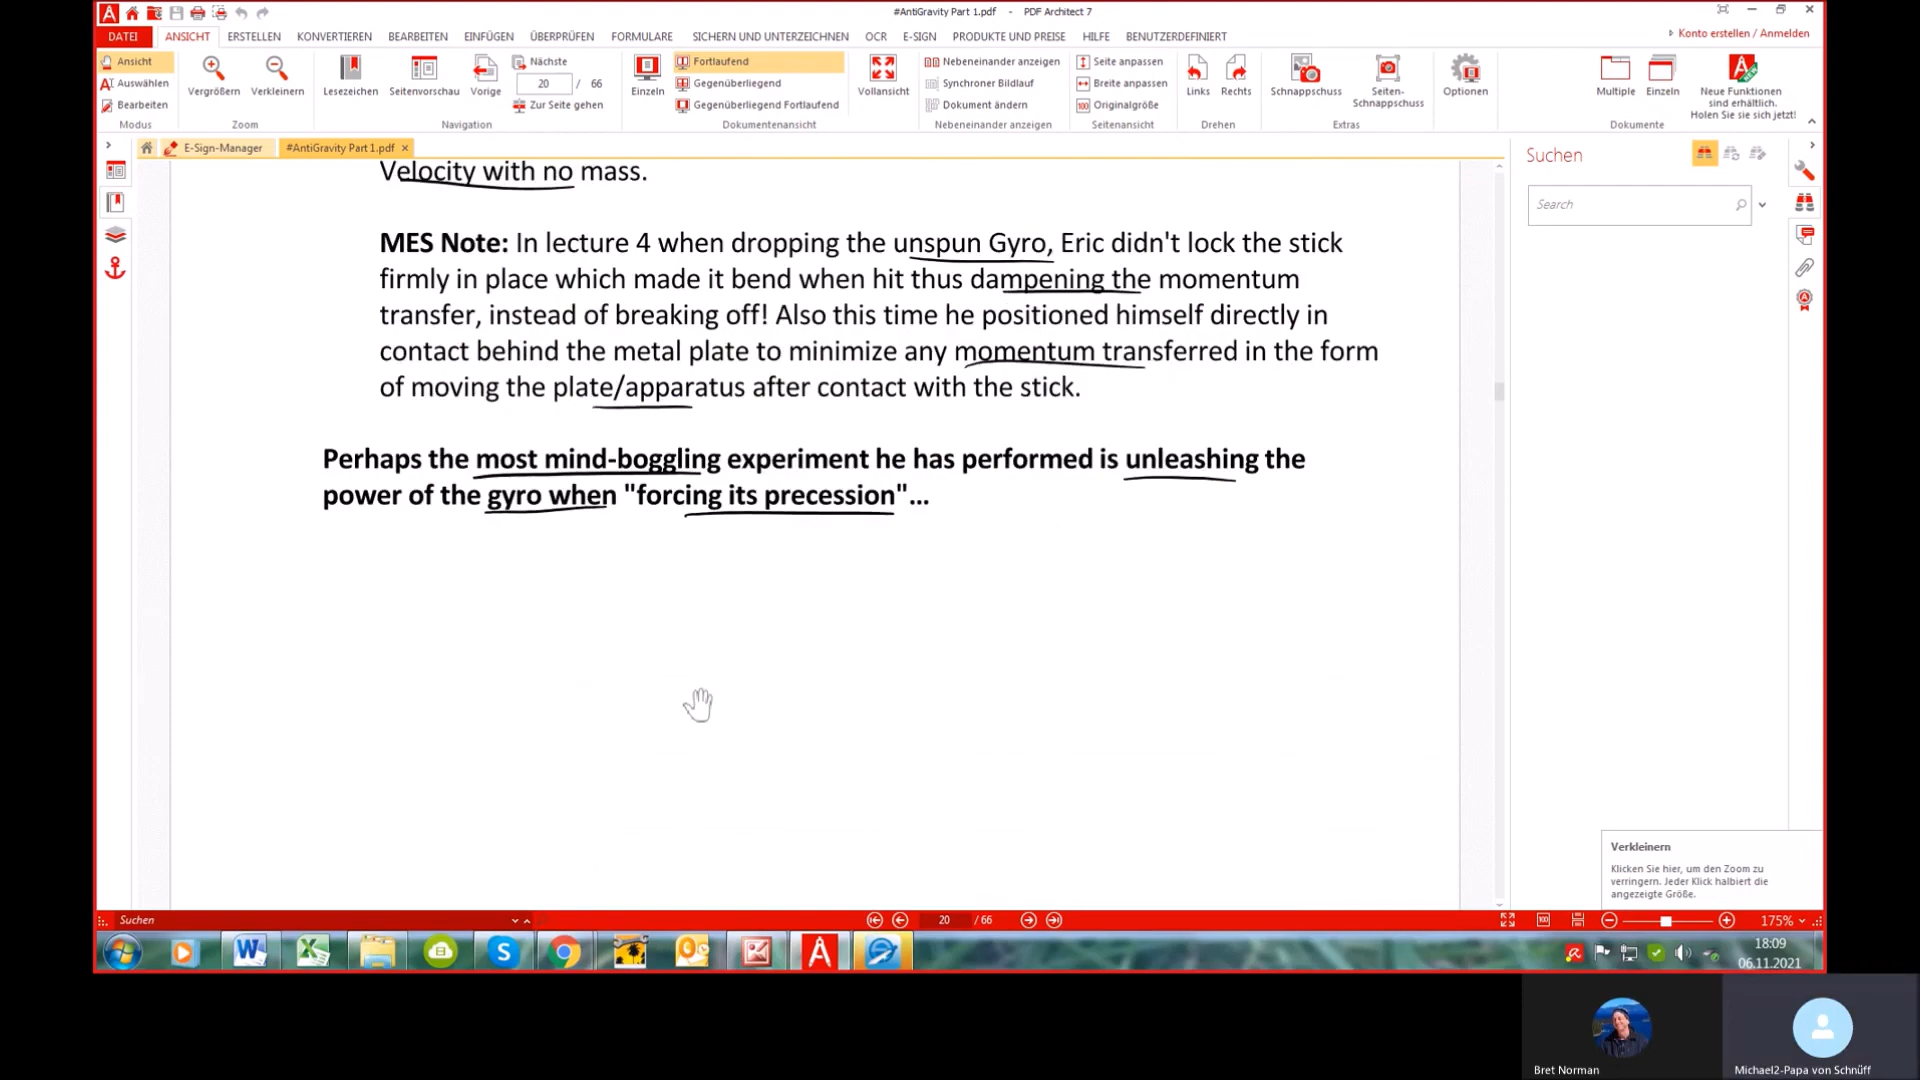 #AntiGravity Part 1.pdf - PDF Architect 7
DATEI ANSICHT ERSTELLEN KONVERTIEREN BEARBEITEN EINFÜGEN ÜBERPRÜFEN FORMULARE SICHERN UND UNTERZEICHNEN OCR E-SIGN PRODUKTE UND PREISE HILFE BENUTZERDEFINIERT
Konto erstellen / Anmelden
Ansicht
Auswählen
Bearbeiten
Modus
Vergrößern
Verkleinern
Zoom
Lesezeichen
Seitenvorschau
Vorige
Nächste
20 / 66
Zur Seite gehen
Navigation
Einzeln
Fortlaufend
Gegenüberliegend
Gegenüberliegend Fortlaufend
Dokumentenansicht
Vollansicht
Nebeneinander anzeigen
Synchroner Bildlauf
Dokument ändern
Nebeneinander anzeigen
Seite anpassen
Breite anpassen
100 Originalgröße
Seitenansicht
Links
Rechts
Drehen
Schnappschuss
Seiten-
Schnappschuss
Extras
Optionen
Multiple
Einzeln
Dokumente
Neue Funktionen
sind erhältlich.
Holen Sie sie sich jetzt!
E-Sign-Manager
#AntiGravity Part 1.pdf
Velocity with no mass.
MES Note: In lecture 4 when dropping the unspun Gyro, Eric didn't lock the stick
firmly in place which made it bend when hit thus dampening the momentum
transfer, instead of breaking off! Also this time he positioned himself directly in
contact behind the metal plate to minimize any momentum transferred in the form
of moving the plate/apparatus after contact with the stick.
Perhaps the most mind-boggling experiment he has performed is unleashing the
power of the gyro when "forcing its precession"...
Suchen
Search
Verkleinern
Klicken Sie hier, um den Zoom zu
verringern. Jeder Klick halbiert die
angezeigte Größe.
Suchen
20 / 66
175%
18:09
06.11.2021
Bret Norman
Michael2-Papa von Schnüff